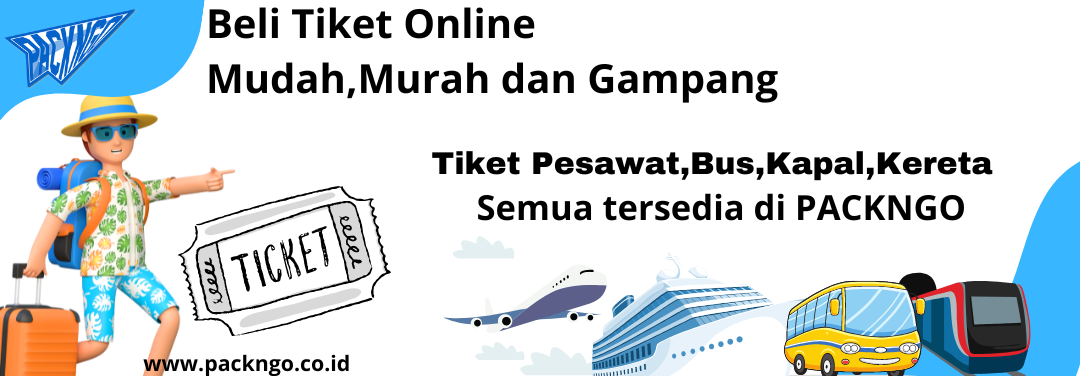 PACKNGO
Beli Tiket Online
Mudah,Murah dan Gampang
Tiket Pesawat,Bus,Kapal,Kereta
Semua tersedia di PACKNGO
TICKET
www.packngo.co.id